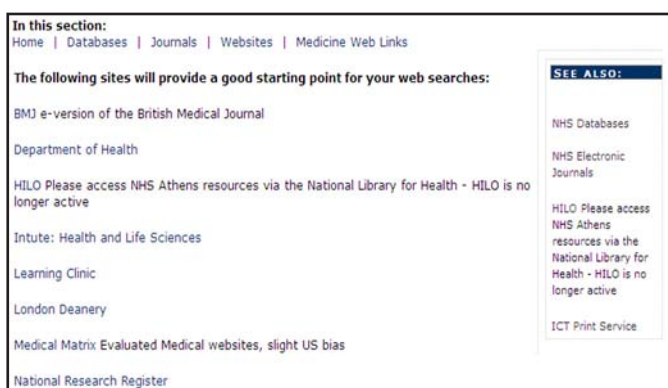 In this section:
Home | Databases | Journals | Websites | Medicine Web Links
The following sites will provide a good starting point for your web searches:
BMJ e-version of the British Medical Journal
Department of Health
HILO Please access NHS Athens resources via the National Library for Health - HILO is no
longer active
Intute: Health and Life Sciences
Learning Clinic
London Deanery
Medical Matrix Evaluated Medical websites, slight US bias
National Research Register
SEE ALSO:
NHS Databases
NHS Electronic
Journals
HILO Please access
NHS Athens
resources via the
National Library for
Health - HILO is no
longer active
ICT Print Service